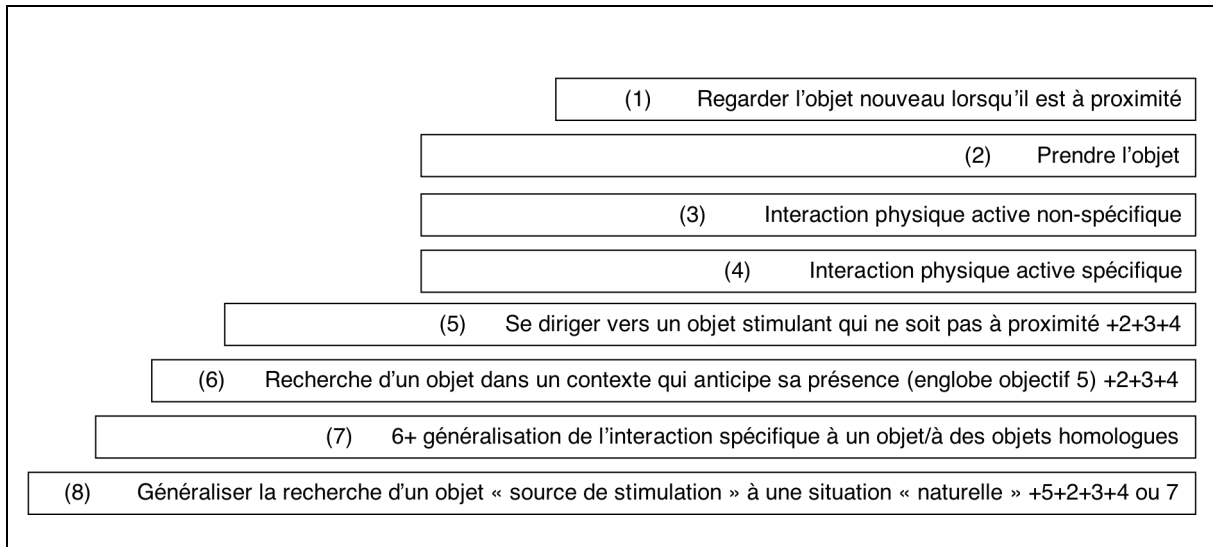 (1) Regarder l'objet nouveau lorsqu'il est à proximité
(2) Prendre l'objet
(3) Interaction physique active non-spécifique
(4) Interaction physique active spécifique
(5) Se diriger vers un objet stimulant qui ne soit pas à proximité +2+3+4
(6) Recherche d'un objet dans un contexte qui anticipe sa présence (englobe objectif 5) +2+3+4
(7) 6+ généralisation de l'interaction spécifique à un objet/à des objets homologues
(8) Généraliser la recherche d'un objet « source de stimulation » à une situation « naturelle » +5+2+3+4 ou 7